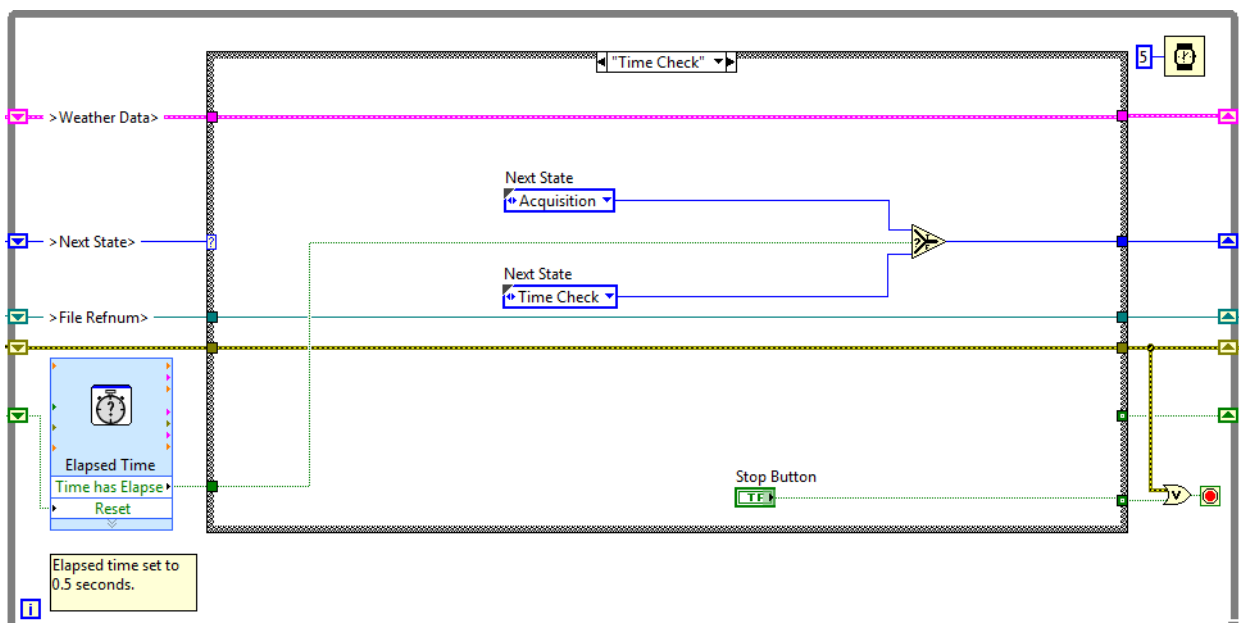 "Time Check"
5
>Weather Data>
Next State
Acquisition
>Next State>
?
T
?
F
Next State
Time Check
>File Refnum>
?
Elapsed Time
Time has Elapse
Reset
Stop Button
TF
V
Elapsed time set to
0.5 seconds.
i